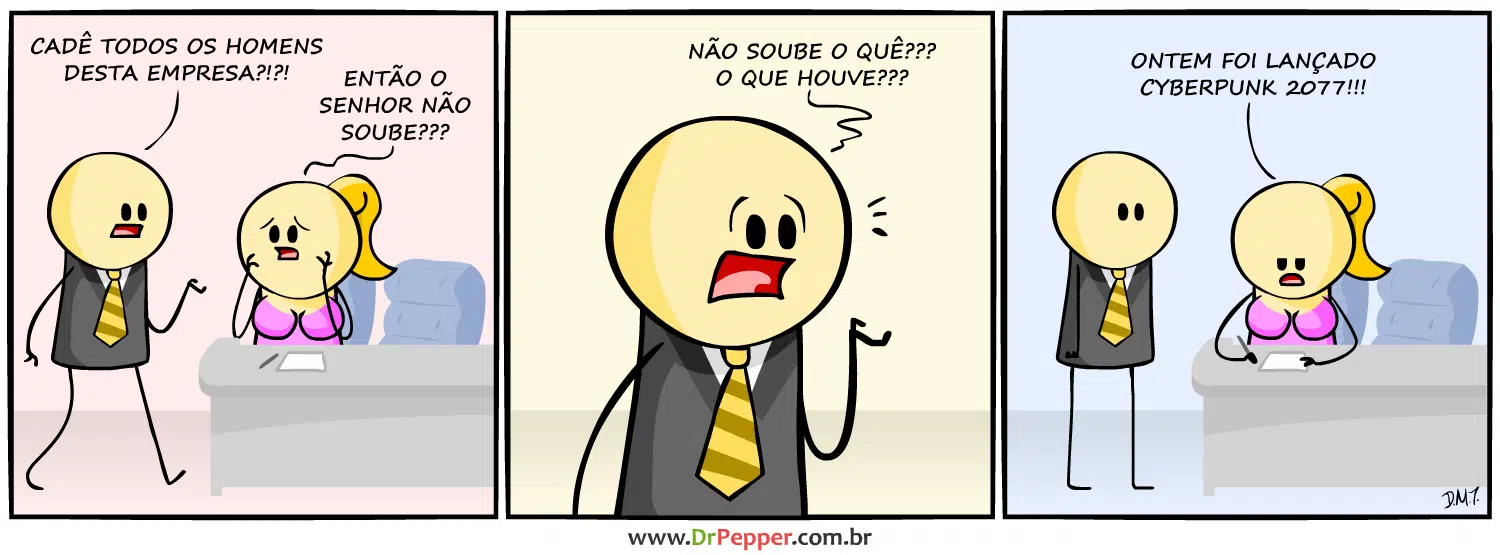 CADÊ TODOS OS HOMENS
DESTA EMPRESA?!?!
ENTÃO O
SENHOR NÃO
SOUBE???
NÃO SOUBE O QUÊ???
O QUE HOUVE???
ONTEM FOI LANÇADO
CYBERPUNK 2077!!!
D.M.J.
www.DrPepper.com.br